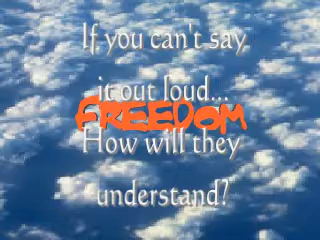 If you can't say
it out loud...
FREEDOM
How will they
understand?